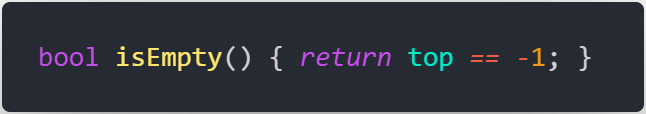 bool isEmpty() { return top == -1; }